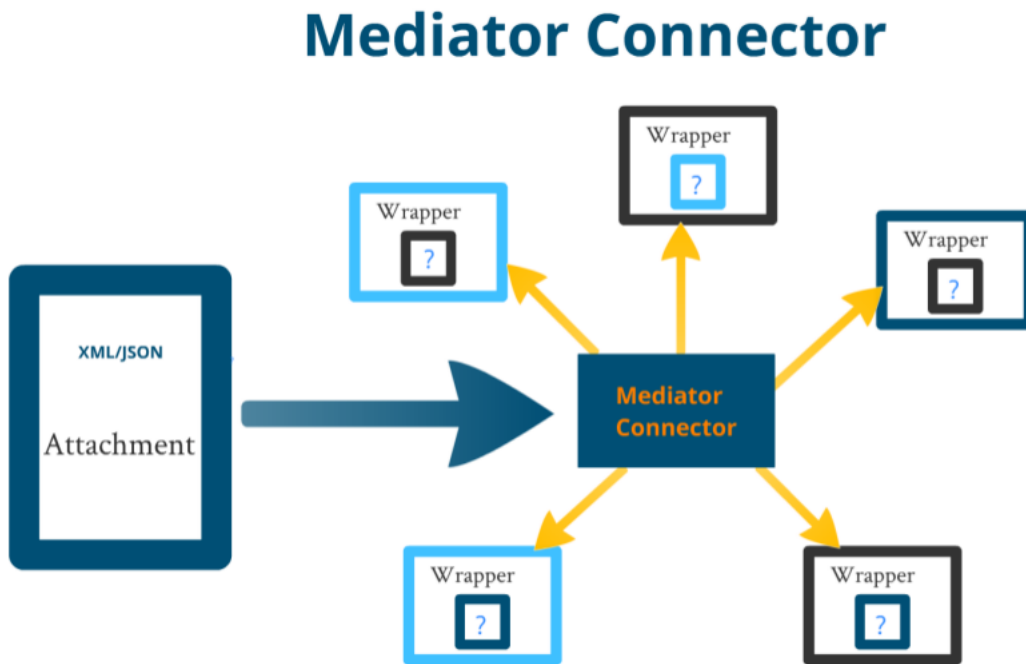 Mediator Connector
Wrapper
?
Wrapper
?
Wrapper
?
XML/JSON
Attachment
Mediator
Connector
Wrapper
?
Wrapper
?